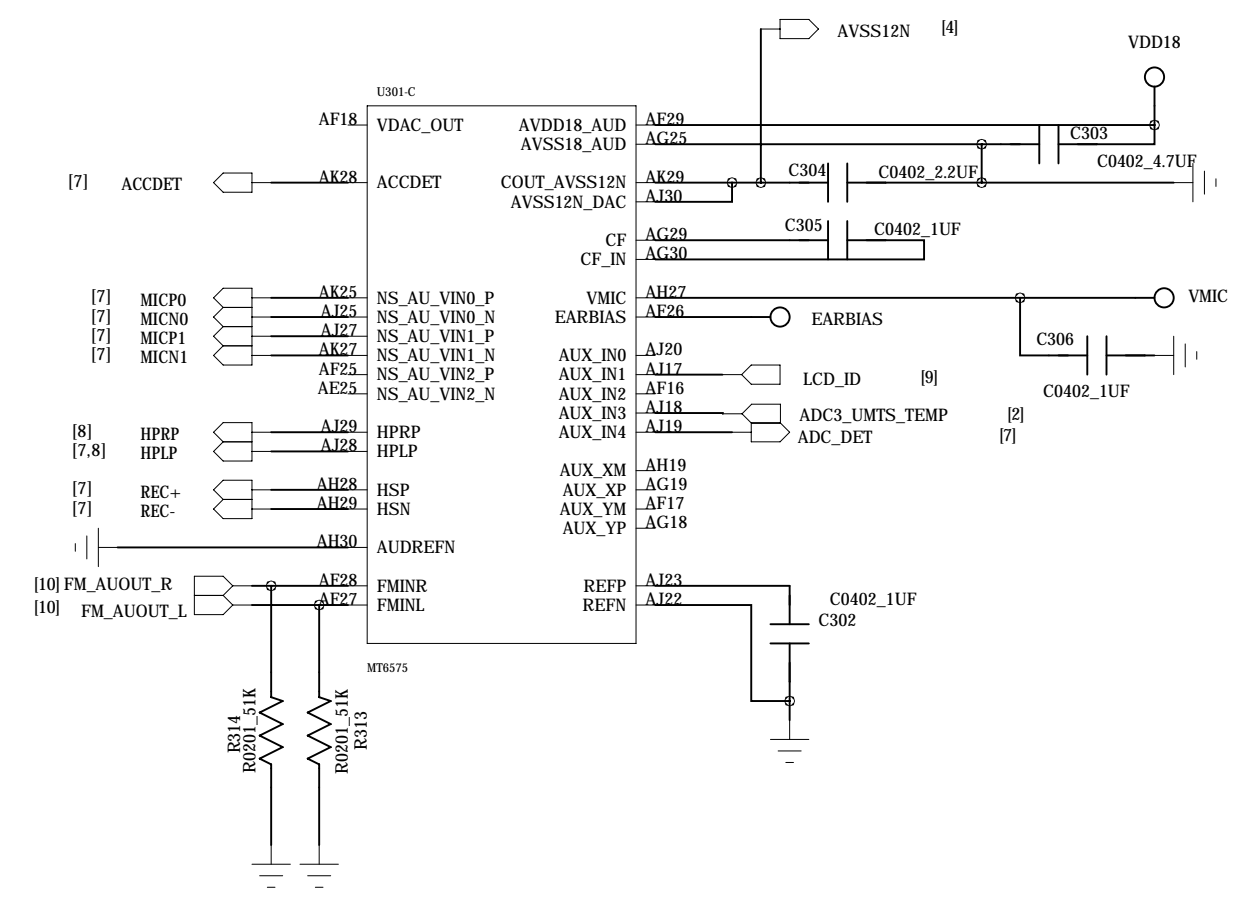 AVSS12N [4]
VDD18
U301-C
AF18 VDAC_OUT AVDD18_AUD AF29
AVSS18_AUD AG25 C303
C0402_4.7UF
[7] ACCDET AK28 ACCDET COUT_AVSS12N AK29 C304 C0402_2.2UF
AVSS12N_DAC AJ30
C305 C0402_1UF
CF AG29
CF_IN AG30
[7] MICP0 AK25 NS_AU_VIN0_P VMIC AH27 VMIC
[7] MICN0 AJ25 NS_AU_VIN0_N EARBIAS AF26 EARBIAS
[7] MICP1 AJ27 NS_AU_VIN1_P
C306
[7] MICN1 AK27 NS_AU_VIN1_N AUX_IN0 AJ20
AF25 NS_AU_VIN2_P AUX_IN1 AJ17 LCD_ID [9]
AE25 NS_AU_VIN2_N AUX_IN2 AF16 C0402_1UF
AUX_IN3 AJ18 ADC3_UMTS_TEMP [2]
[8] HPRP AJ29 HPRP AUX_IN4 AJ19 ADC_DET [7]
[7,8] HPLP AJ28 HPLP
AUX_XM AH19
[7] REC+ AH28 HSP AUX_XP AG19
[7] REC- AH29 HSN AUX_YM AF17
AUX_YP AG18
AH30 AUDREFN
[10] FM_AUOUT_R AF28 FMINR REFP AJ23
[10] FM_AUOUT_L AF27 FMINL REFN AJ22 C0402_1UF
C302
MT6575
R314
R0201_51K
R0201_51K
R313